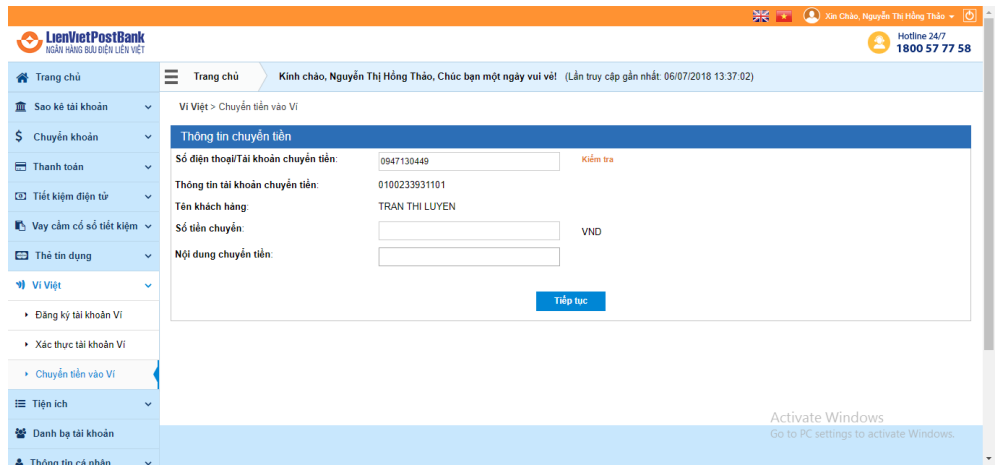 Xin Chào, Nguyễn Thị Hồng Thảo
LienVietPostBank
NGÂN HÀNG BƯU ĐIỆN LIÊN VIỆT
Hotline 24/7
1800 57 77 58
Trang chủ
Trang chủ
Kính chào, Nguyễn Thị Hồng Thảo, Chúc bạn một ngày vui vẻ! (Lần truy cập gần nhất: 06/07/2018 13:37:02)
Sao kê tài khoản
Chuyển khoản
Thanh toán
Tiết kiệm điện tử
Vay cầm cố sổ tiết kiệm
Thẻ tín dụng
Ví Việt
Đăng ký tài khoản Ví
Xác thực tài khoản Ví
Chuyển tiền vào Ví
Tiện ích
Danh bạ tài khoản
Thông tin cá nhân
Ví Việt > Chuyển tiền vào Ví
Thông tin chuyển tiền
Số điện thoại/Tài khoản chuyển tiền: 0947130449 Kiểm tra
Thông tin tài khoản chuyển tiền: 0100233931101
Tên khách hàng: TRAN THI LUYEN
Số tiền chuyển: VND
Nội dung chuyển tiền:
Tiếp tục
Activate Windows
Go to PC settings to activate Windows.